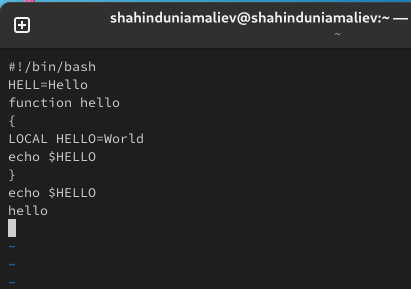 shahinduniamaliev@shahinduniamaliev:~ —
~
#!/bin/bash
HELL=Hello
function hello
{
LOCAL HELLO=World
echo $HELLO
}
echo $HELLO
hello
~
~
~